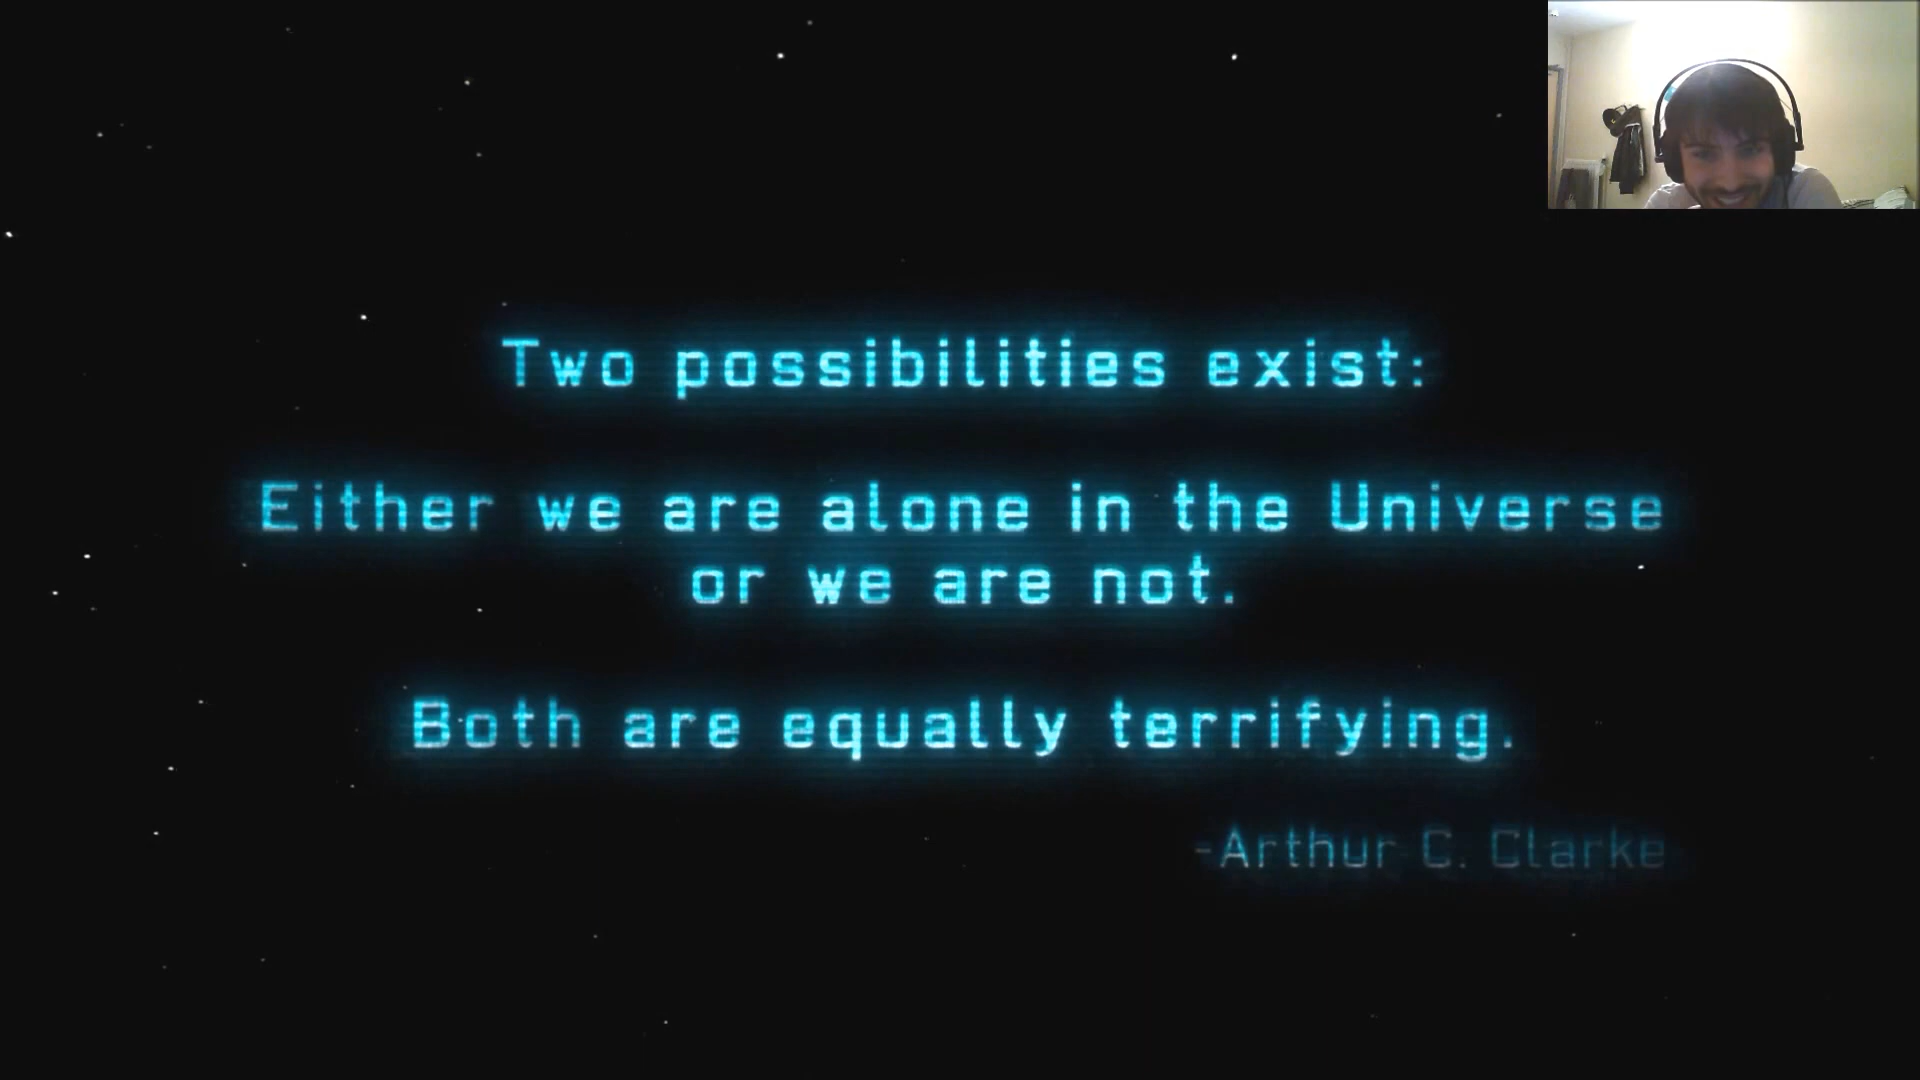 Two possibilities exist:
Either we are alone in the Universe
or we are not.
Both are equally terrifying.
-Arthur C. Clarke